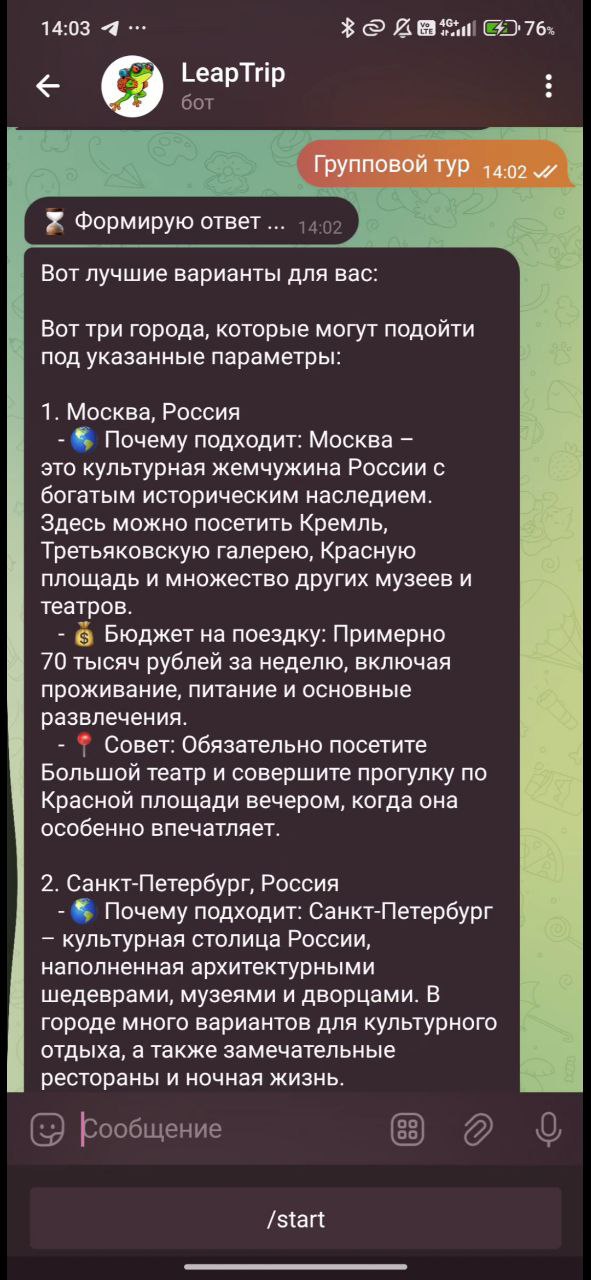 14:03 ...
VoLTE 4G+ 76%
LeapTrip
бот
Групповой тур 14:02
Формирую ответ ... 14:02
Вот лучшие варианты для вас:
Вот три города, которые могут подойти
под указанные параметры:
1. Москва, Россия
- 🌎 Почему подходит: Москва –
это культурная жемчужина России с
богатым историческим наследием.
Здесь можно посетить Кремль,
Третьяковскую галерею, Красную
площадь и множество других музеев и
театров.
- 💰 Бюджет на поездку: Примерно
70 тысяч рублей за неделю, включая
проживание, питание и основные
развлечения.
- 📍 Совет: Обязательно посетите
Большой театр и совершите прогулку по
Красной площади вечером, когда она
особенно впечатляет.
2. Санкт-Петербург, Россия
- 🌎 Почему подходит: Санкт-Петербург
– культурная столица России,
наполненная архитектурными
шедеврами, музеями и дворцами. В
городе много вариантов для культурного
отдыха, а также замечательные
рестораны и ночная жизнь.
Сообщение
/start